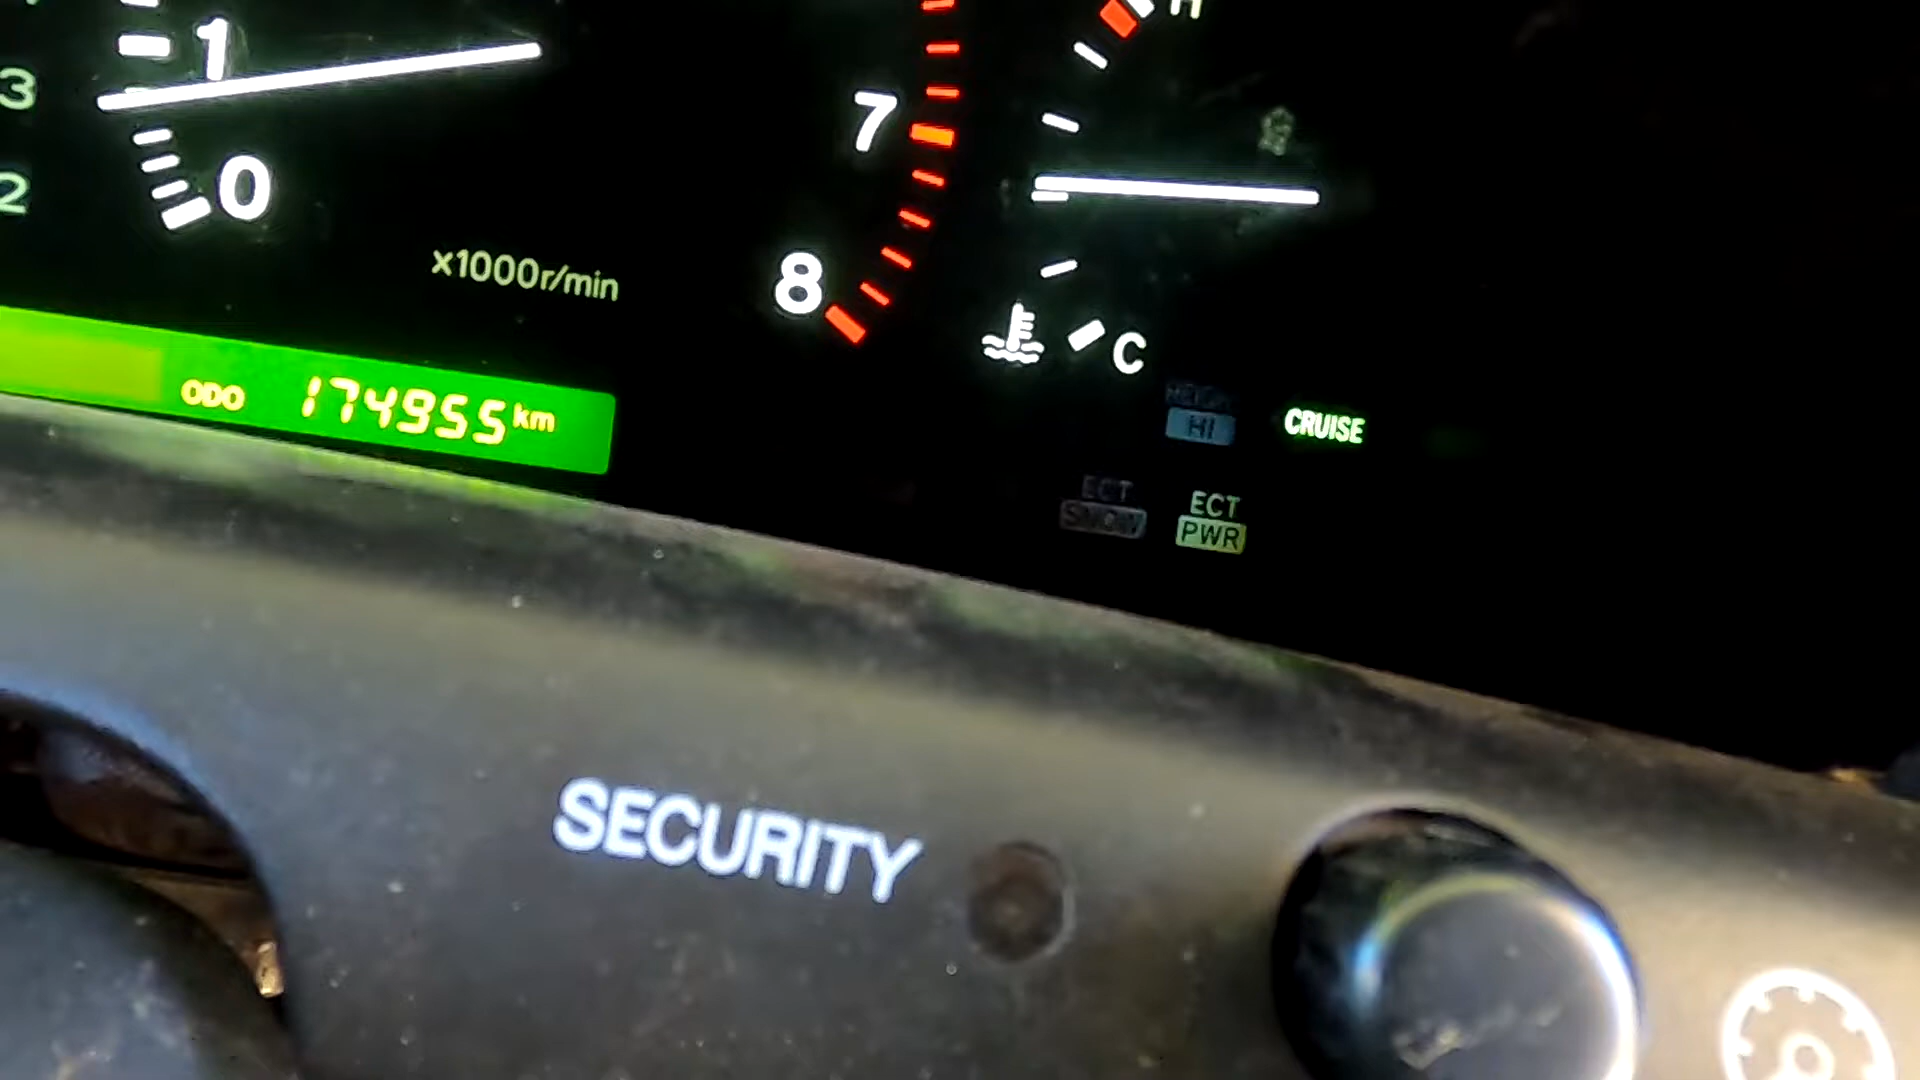 H
1
3
7
0
2
x1000r/min
8
C
ODO 174955 km
HI
CRUISE
ECT
SNOW
ECT
PWR
SECURITY